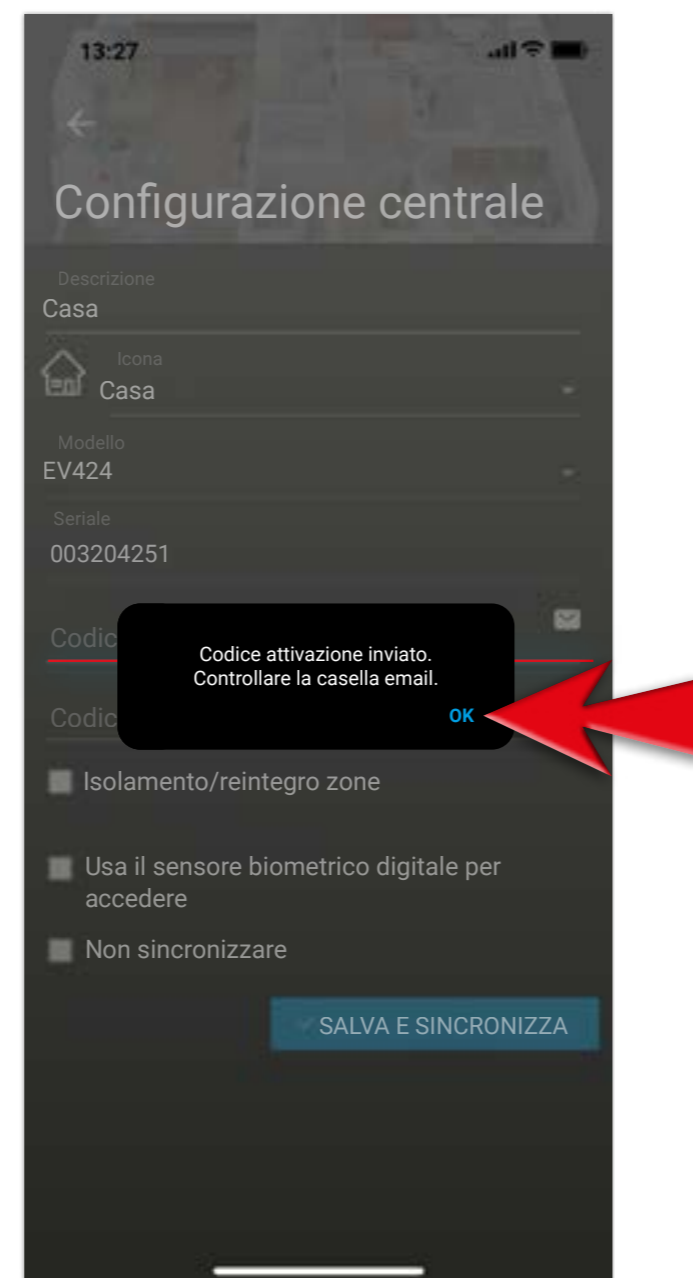 13:27
Configurazione centrale
Descrizione
Casa
Icona
Casa
Modello
EV424
Seriale
003204251
Codic
Codice attivazione inviato.
Controllare la casella email.
OK
Codic
Isolamento/reintegro zone
Usa il sensore biometrico digitale per
accedere
Non sincronizzare
SALVA E SINCRONIZZA